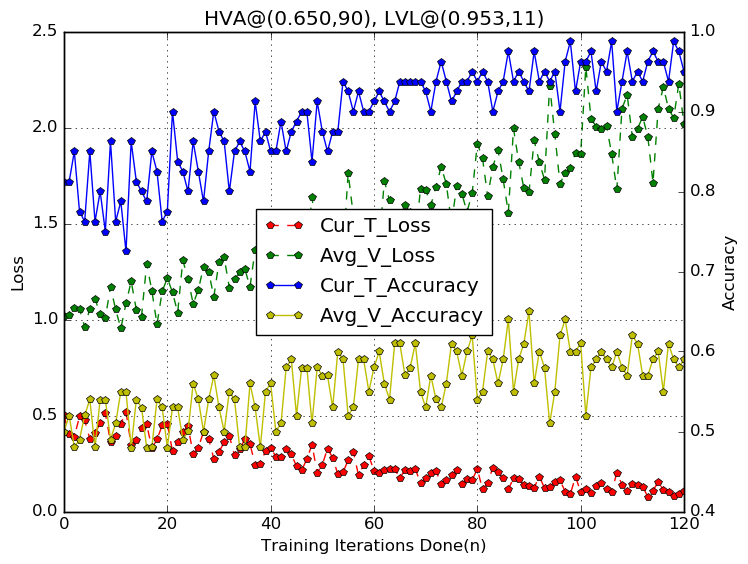 HVA@(0.650,90), LVL@(0.953,11)
2.5
2.0
1.5
1.0
0.5
0.0
Loss
1.0
0.9
0.8
0.7
0.6
0.5
0.4
Accuracy
Cur_T_Loss
Avg_V_Loss
Cur_T_Accuracy
Avg_V_Accuracy
0 20 40 60 80 100 120
Training Iterations Done(n)